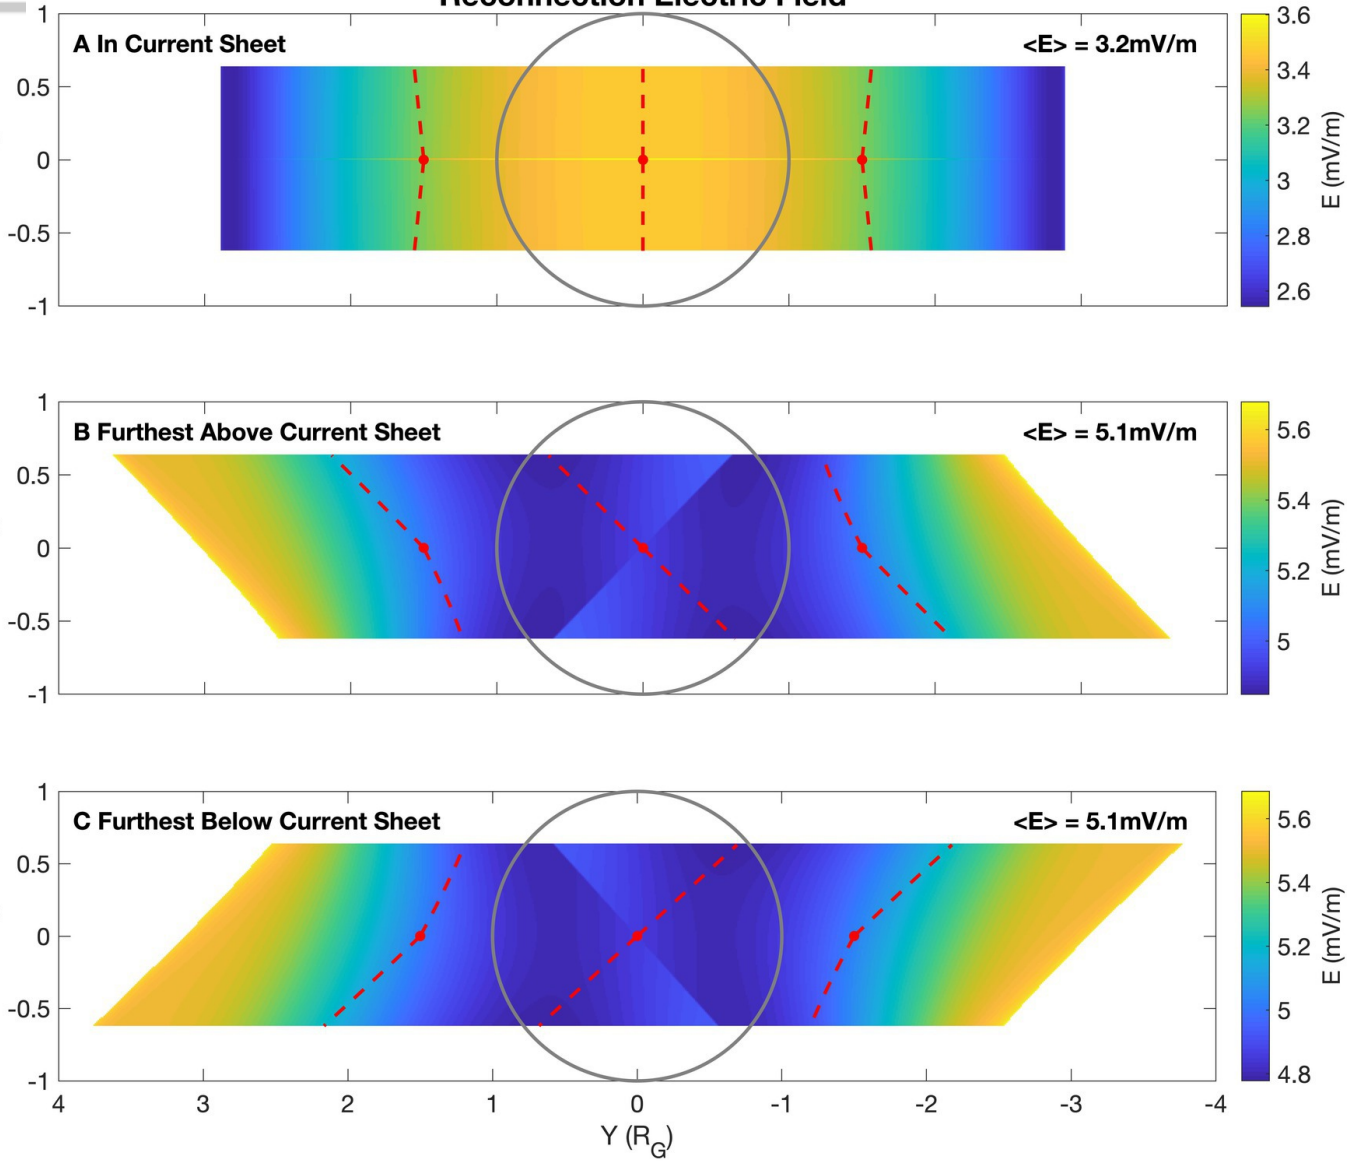 Reconnection Electric Field
A In Current Sheet
<E> = 3.2mV/m
1
0.5
0
-0.5
-1
3.6
3.4
3.2
3
2.8
2.6
E (mV/m)
B Furthest Above Current Sheet
<E> = 5.1mV/m
1
0.5
0
-0.5
-1
5.6
5.4
5.2
5
E (mV/m)
C Furthest Below Current Sheet
<E> = 5.1mV/m
1
0.5
0
-0.5
-1
5.6
5.4
5.2
5
4.8
E (mV/m)
4 3 2 1 0 -1 -2 -3 -4
Y (R_G)